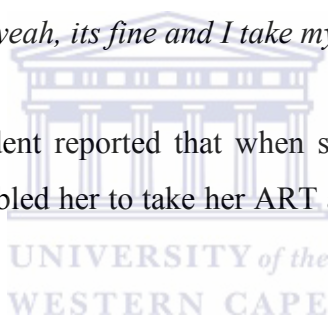 yeah, its fine and I take my
dent reported that when s
bled her to take her ART
UNIVERSITY of the
WESTERN CAPE